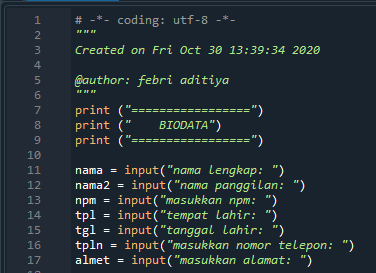 1 # -*- coding: utf-8 -*-
2 """
3 Created on Fri Oct 30 13:39:34 2020
4
5 @author: febri aditiya
6 """
7 print ("=================")
8 print ("    BIODATA")
9 print ("=================")
10
11 nama = input("nama lengkap: ")
12 nama2 = input("nama panggilan: ")
13 npm = input("masukkan npm: ")
14 tpl = input("tempat lahir: ")
15 tgl = input("tanggal lahir: ")
16 tpln = input("masukkan nomor telepon: ")
17 almet = input("masukkan alamat: ")